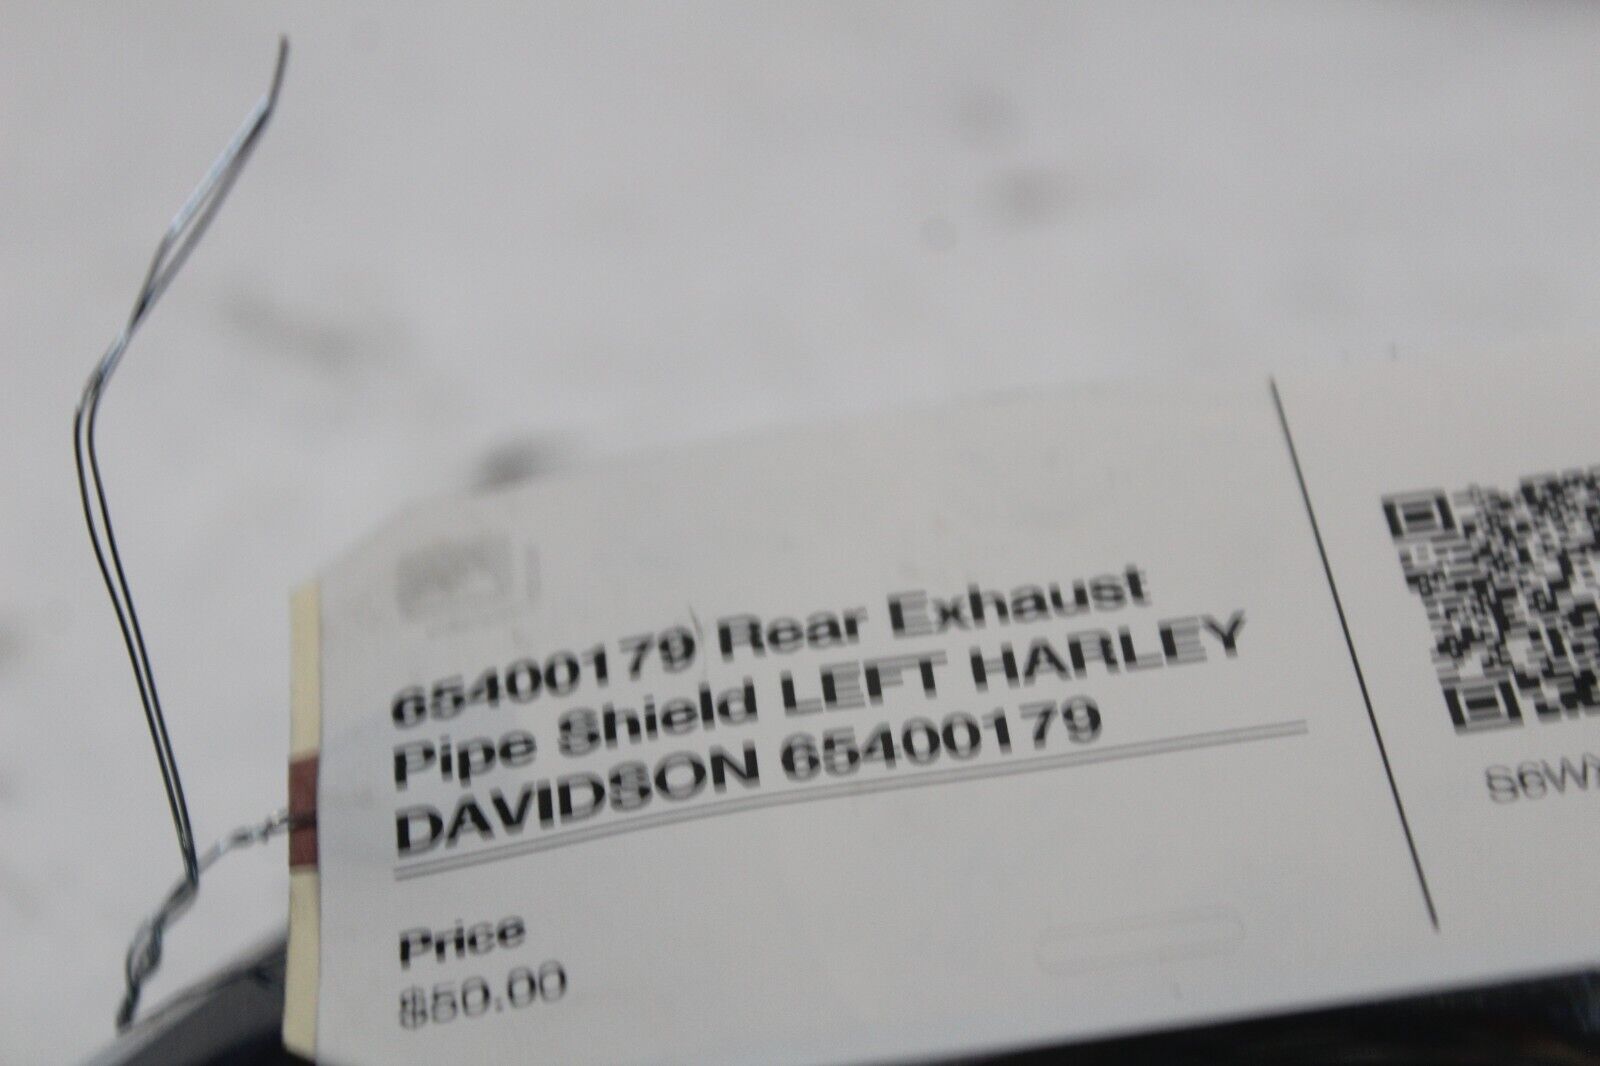 65400179 Rear Exhaust
Pipe Shield LEFT HARLEY
DAVIDSON 65400179
Price
$50.00